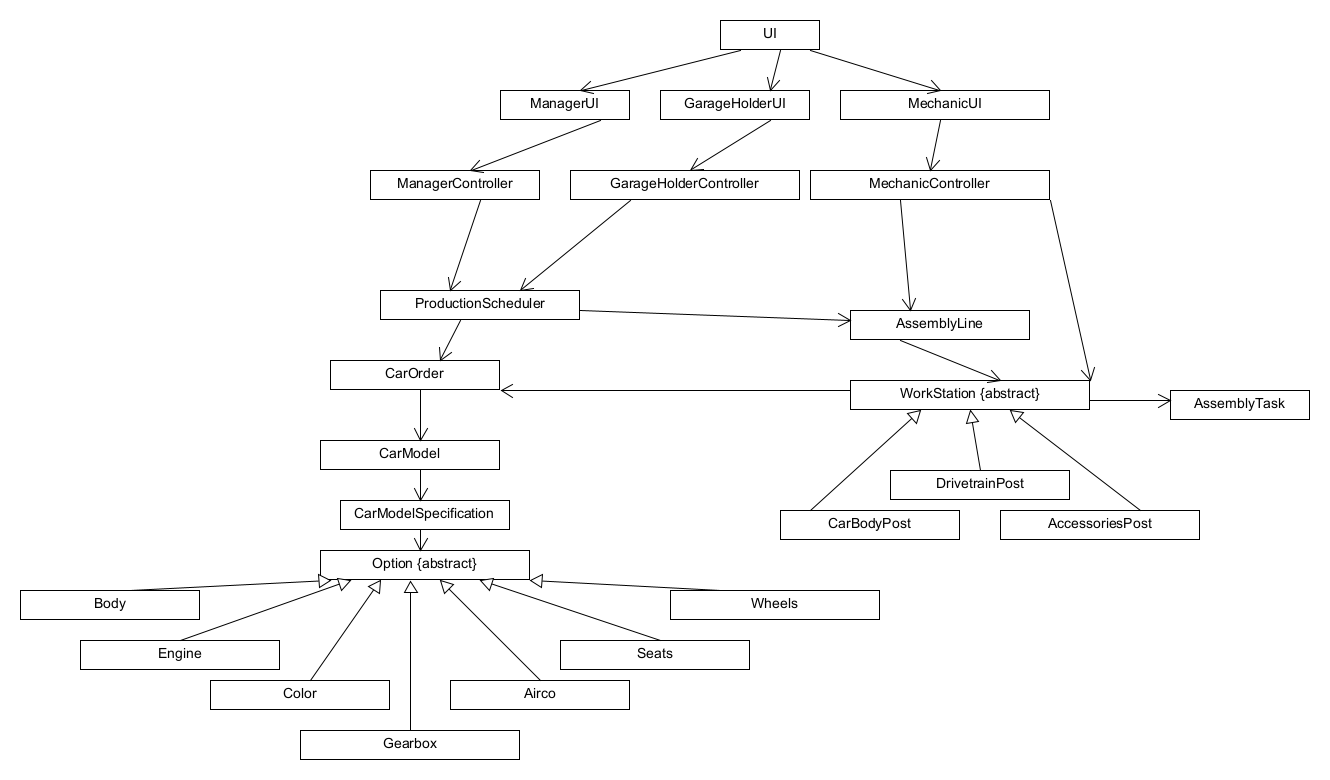 UI
ManagerUI
GarageHolderUI
MechanicUI
ManagerController
GarageHolderController
MechanicController
ProductionScheduler
AssemblyLine
CarOrder
WorkStation {abstract}
AssemblyTask
CarModel
DrivetrainPost
CarModelSpecification
CarBodyPost
AccessoriesPost
Option {abstract}
Body
Wheels
Engine
Seats
Color
Airco
Gearbox